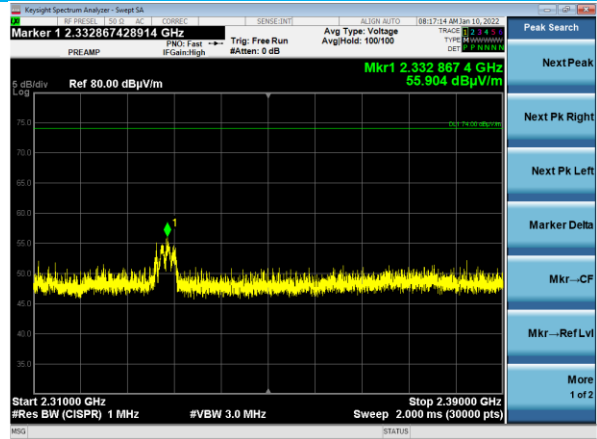 Keysight Spectrum Analyzer - Swept SA
RF PRESEL 50 Ω AC CORREC SENSE:INT ALIGN AUTO 08:17:14 AM Jan 10, 2022
Marker 1 2.332867428914 GHz
PREAMP
PNO: Fast
IFGain:High
Trig: Free Run
#Atten: 0 dB
Avg Type: Voltage
Avg|Hold: 100/100
TRACE 1 2 3 4 5 6
TYPE M W W W W W
DET P P N N N N
Mkr1 2.332 867 4 GHz
55.904 dBµV/m
5 dB/div
Log
Ref 80.00 dBµV/m
75.0
DL1 74.00 dBµV/m
70.0
65.0
60.0
1
55.0
50.0
45.0
40.0
35.0
Start 2.31000 GHz
Stop 2.39000 GHz
#Res BW (CISPR) 1 MHz
#VBW 3.0 MHz
Sweep 2.000 ms (30000 pts)
MSG
STATUS
Peak Search
Next Peak
Next Pk Right
Next Pk Left
Marker Delta
Mkr→CF
Mkr→Ref Lvl
More
1 of 2